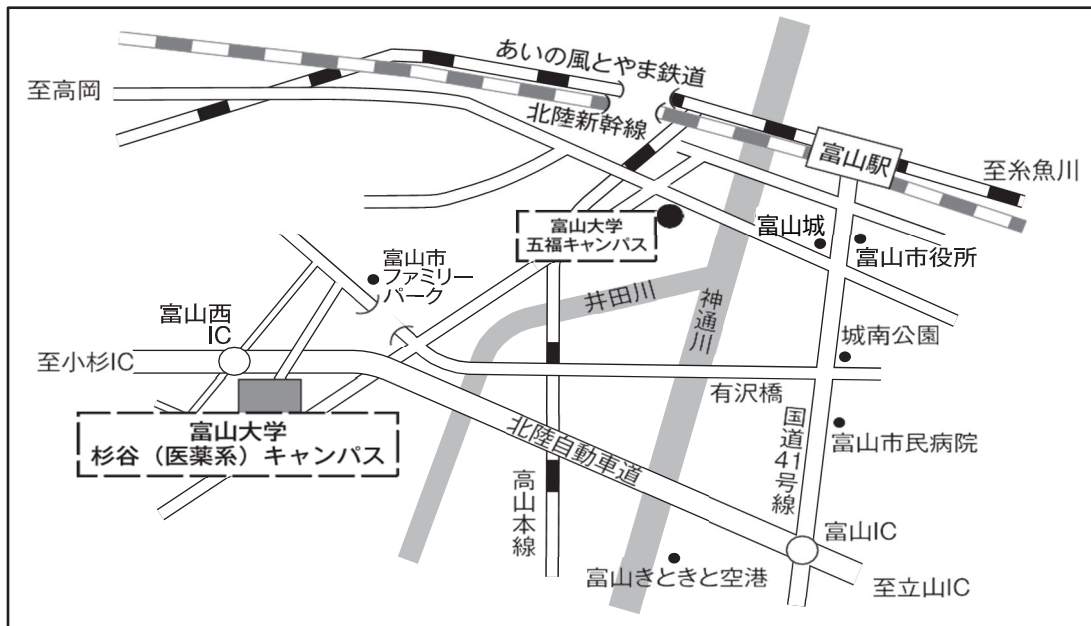 あいの風とやま鉄道
至高岡
北陸新幹線
富山駅
至糸魚川
富山大学
五福キャンパス
富山城
富山市役所
富山市
ファミリー
パーク
井田川
神通川
富山西
IC
城南公園
至小杉IC
有沢橋
富山大学
杉谷（医薬系）キャンパス
北陸自動車道
国道41号線
富山市民病院
高山本線
富山IC
富山きときと空港
至立山IC